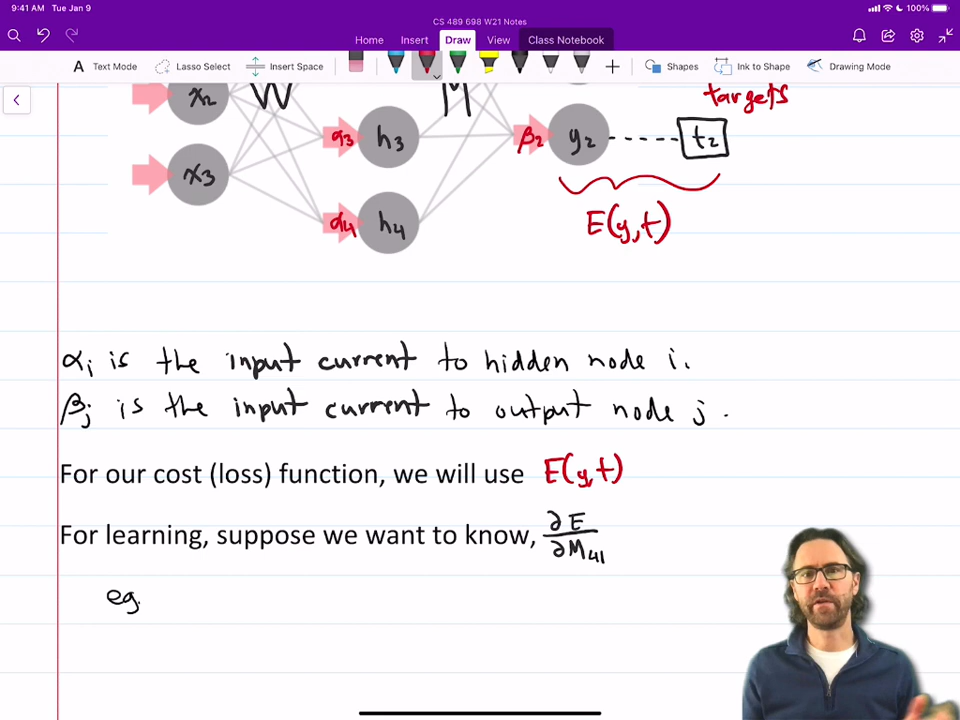 9:41 AM Tue Jan 9
100%
CS 489 698 W21 Notes
Home Insert Draw View Class Notebook
Text Mode Lasso Select Insert Space Shapes Ink to Shape Drawing Mode
x2 W M targets
α3 h3 β2 y2 t2
x3
α4 h4 E(y,t)
αi is the input current to hidden node i.
βj is the input current to output node j.
For our cost (loss) function, we will use E(y,t)
For learning, suppose we want to know, ∂E/∂M41
eg.